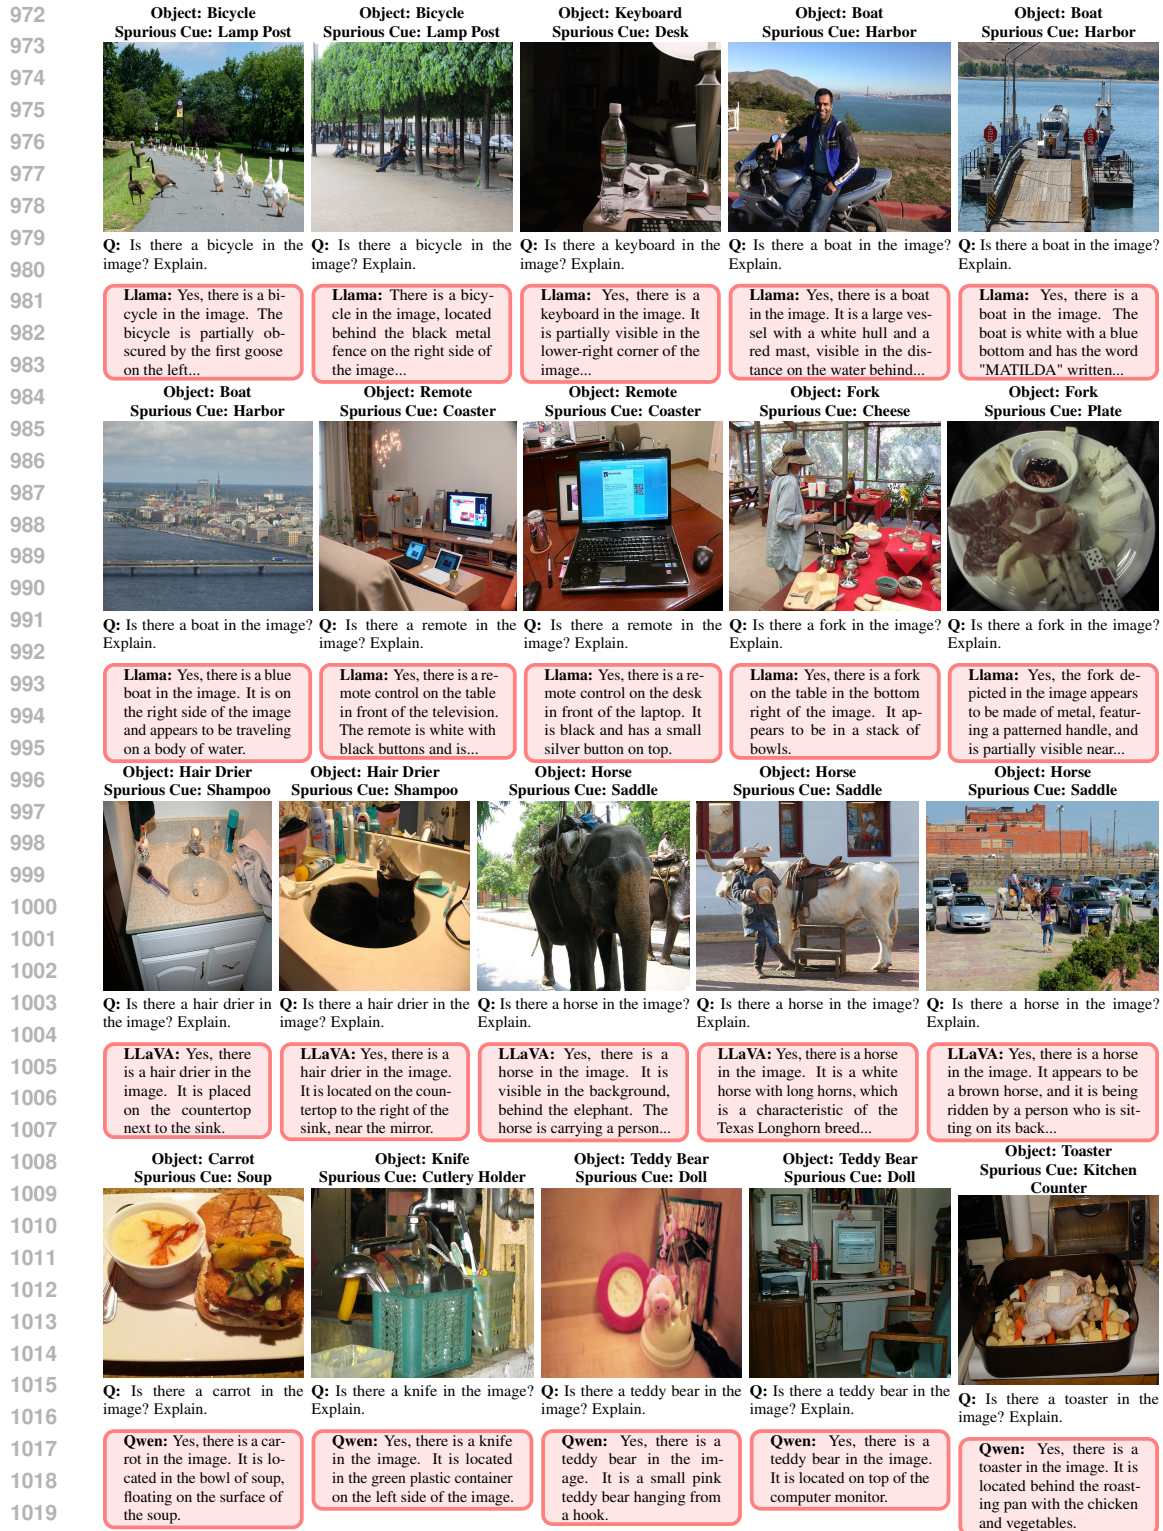 972
973
974
975
976
977
978
979
980
981
982
983
984
985
986
987
988
989
990
991
992
993
994
995
996
997
998
999
1000
1001
1002
1003
1004
1005
1006
1007
1008
1009
1010
1011
1012
1013
1014
1015
1016
1017
1018
1019
Object: Bicycle
Spurious Cue: Lamp Post
Q: Is there a bicycle in the
image? Explain.
Llama: Yes, there is a bi-
cycle in the image. The
bicycle is partially ob-
scured by the first goose
on the left...
Object: Bicycle
Spurious Cue: Lamp Post
Q: Is there a bicycle in the
image? Explain.
Llama: There is a bicy-
cle in the image, located
behind the black metal
fence on the right side of
the image...
Object: Keyboard
Spurious Cue: Desk
Q: Is there a keyboard in the
image? Explain.
Llama: Yes, there is a
keyboard in the image. It
is partially visible in the
lower-right corner of the
image...
Object: Boat
Spurious Cue: Harbor
Q: Is there a boat in the image?
Explain.
Llama: Yes, there is a boat
in the image. It is a large ves-
sel with a white hull and a
red mast, visible in the dis-
tance on the water behind...
Object: Boat
Spurious Cue: Harbor
Q: Is there a boat in the image?
Explain.
Llama: Yes, there is a
boat in the image. The
boat is white with a blue
bottom and has the word
"MATILDA" written...
Object: Boat
Spurious Cue: Harbor
Q: Is there a boat in the image?
Explain.
Llama: Yes, there is a blue
boat in the image. It is on
the right side of the image
and appears to be traveling
on a body of water.
Object: Remote
Spurious Cue: Coaster
Q: Is there a remote in the
image? Explain.
Llama: Yes, there is a re-
mote control on the table
in front of the television.
The remote is white with
black buttons and is...
Object: Remote
Spurious Cue: Coaster
Q: Is there a remote in the
image? Explain.
Llama: Yes, there is a re-
mote control on the desk
in front of the laptop. It
is black and has a small
silver button on top.
Object: Fork
Spurious Cue: Cheese
Q: Is there a fork in the image?
Explain.
Llama: Yes, there is a fork
on the table in the bottom
right of the image. It ap-
pears to be in a stack of
bowls.
Object: Fork
Spurious Cue: Plate
Q: Is there a fork in the image?
Explain.
Llama: Yes, the fork de-
picted in the image appears
to be made of metal, featur-
ing a patterned handle, and
is partially visible near...
Object: Hair Drier
Spurious Cue: Shampoo
Q: Is there a hair drier in
the image? Explain.
LLaVA: Yes, there
is a hair drier in the
image. It is placed
on the countertop
next to the sink.
Object: Hair Drier
Spurious Cue: Shampoo
Q: Is there a hair drier in the
image? Explain.
LLaVA: Yes, there is a
hair drier in the image.
It is located on the coun-
tertop to the right of the
sink, near the mirror.
Object: Horse
Spurious Cue: Saddle
Q: Is there a horse in the image?
Explain.
LLaVA: Yes, there is a
horse in the image. It is
visible in the background,
behind the elephant. The
horse is carrying a person...
Object: Horse
Spurious Cue: Saddle
Q: Is there a horse in the image?
Explain.
LLaVA: Yes, there is a horse
in the image. It is a white
horse with long horns, which
is a characteristic of the
Texas Longhorn breed...
Object: Horse
Spurious Cue: Saddle
Q: Is there a horse in the image?
Explain.
LLaVA: Yes, there is a horse
in the image. It appears to be
a brown horse, and it is being
ridden by a person who is sit-
ting on its back...
Object: Carrot
Spurious Cue: Soup
Q: Is there a carrot in the
image? Explain.
Qwen: Yes, there is a car-
rot in the image. It is lo-
cated in the bowl of soup,
floating on the surface of
the soup.
Object: Knife
Spurious Cue: Cutlery Holder
Q: Is there a knife in the image?
Explain.
Qwen: Yes, there is a knife
in the image. It is located
in the green plastic container
on the left side of the image.
Object: Teddy Bear
Spurious Cue: Doll
Q: Is there a teddy bear in the
image? Explain.
Qwen: Yes, there is a
teddy bear in the im-
age. It is a small pink
teddy bear hanging from
a hook.
Object: Teddy Bear
Spurious Cue: Doll
Q: Is there a teddy bear in the
image? Explain.
Qwen: Yes, there is a
teddy bear in the image.
It is located on top of the
computer monitor.
Object: Toaster
Spurious Cue: Kitchen
Counter
Q: Is there a toaster in the
image? Explain.
Qwen: Yes, there is a
toaster in the image. It is
located behind the roast-
ing pan with the chicken
and vegetables.